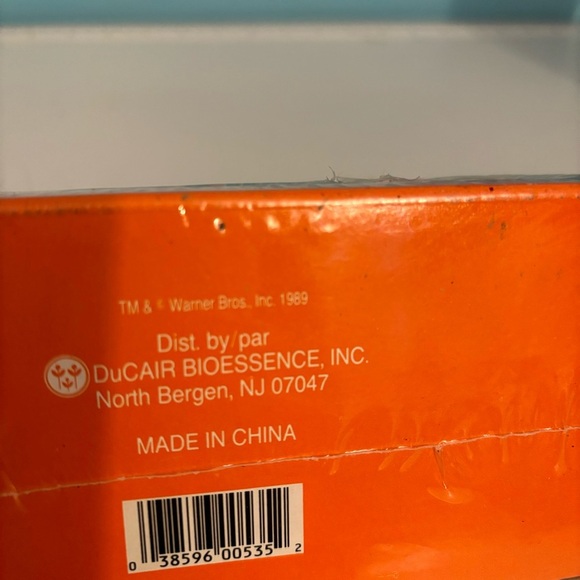 TM & © Warner Bros., Inc. 1989
Dist. by/par
DuCAIR BIOESSENCE, INC.
North Bergen, NJ 07047
MADE IN CHINA
0 38596 00535 2